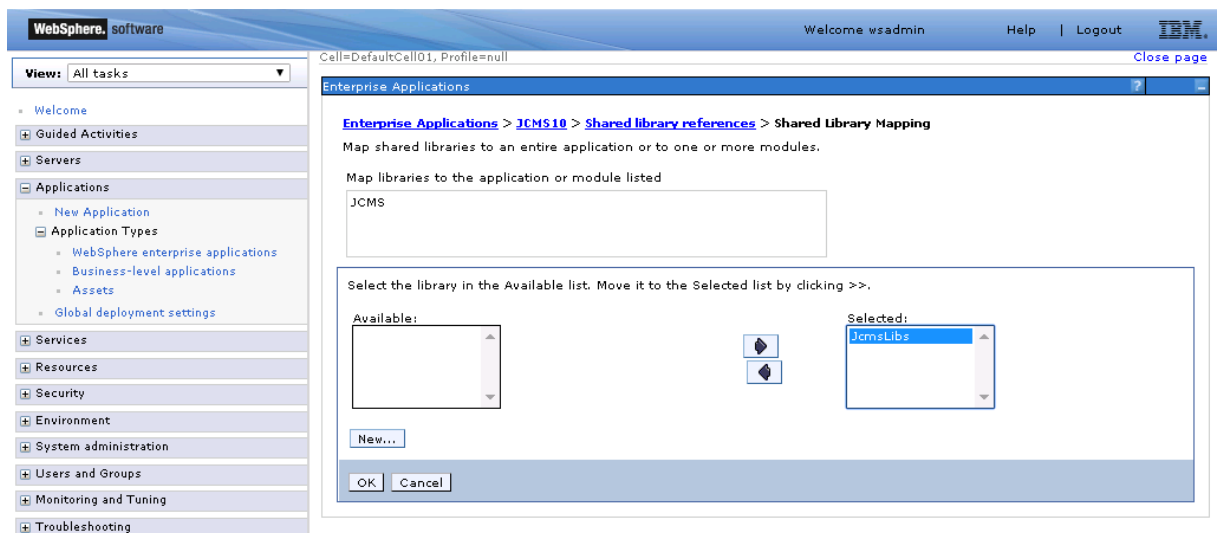 WebSphere. software
Welcome wsadmin Help | Logout IBM.
Cell=DefaultCell01, Profile=null Close page
View: All tasks
Welcome
Guided Activities
Servers
Applications
New Application
Application Types
WebSphere enterprise applications
Business-level applications
Assets
Global deployment settings
Services
Resources
Security
Environment
System administration
Users and Groups
Monitoring and Tuning
Troubleshooting
Enterprise Applications ? -
Enterprise Applications > JCMS10 > Shared library references > Shared Library Mapping
Map shared libraries to an entire application or to one or more modules.
Map libraries to the application or module listed
JCMS
Select the library in the Available list. Move it to the Selected list by clicking >>.
Available: Selected:
JcmsLibs
New...
OK Cancel